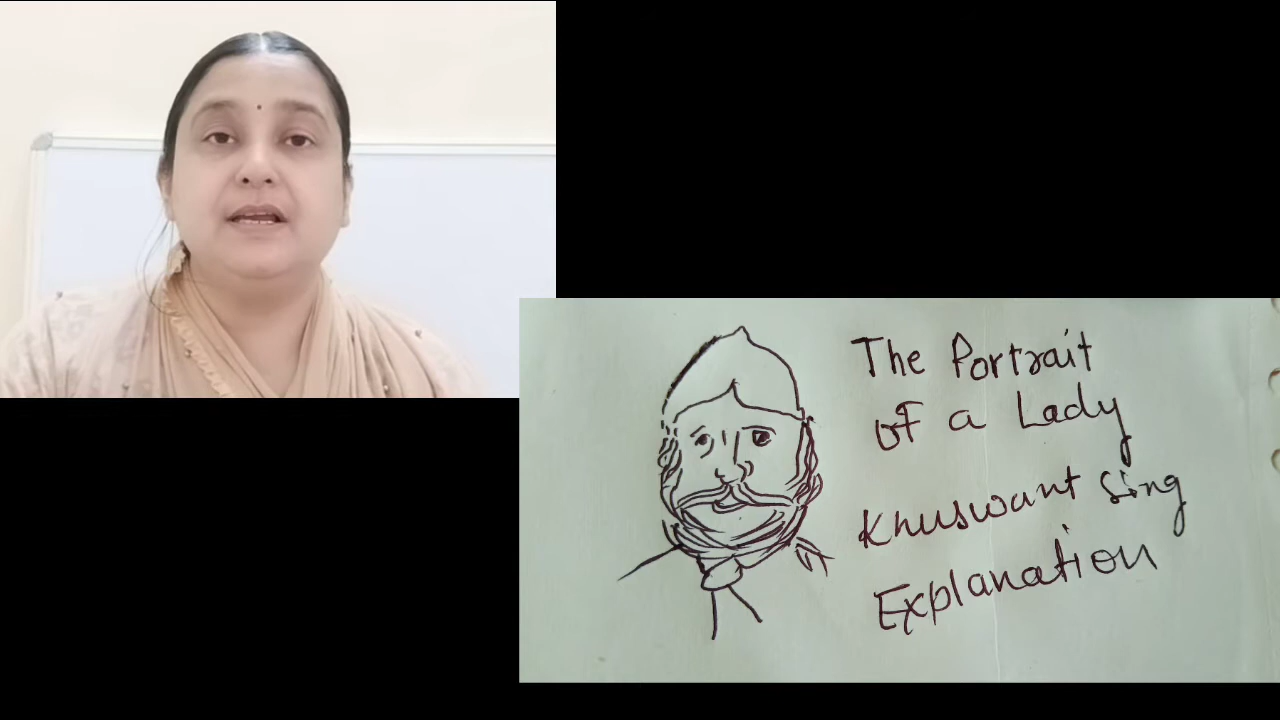 The Portrait
of a Lady
Khuswant Sing
Explanation